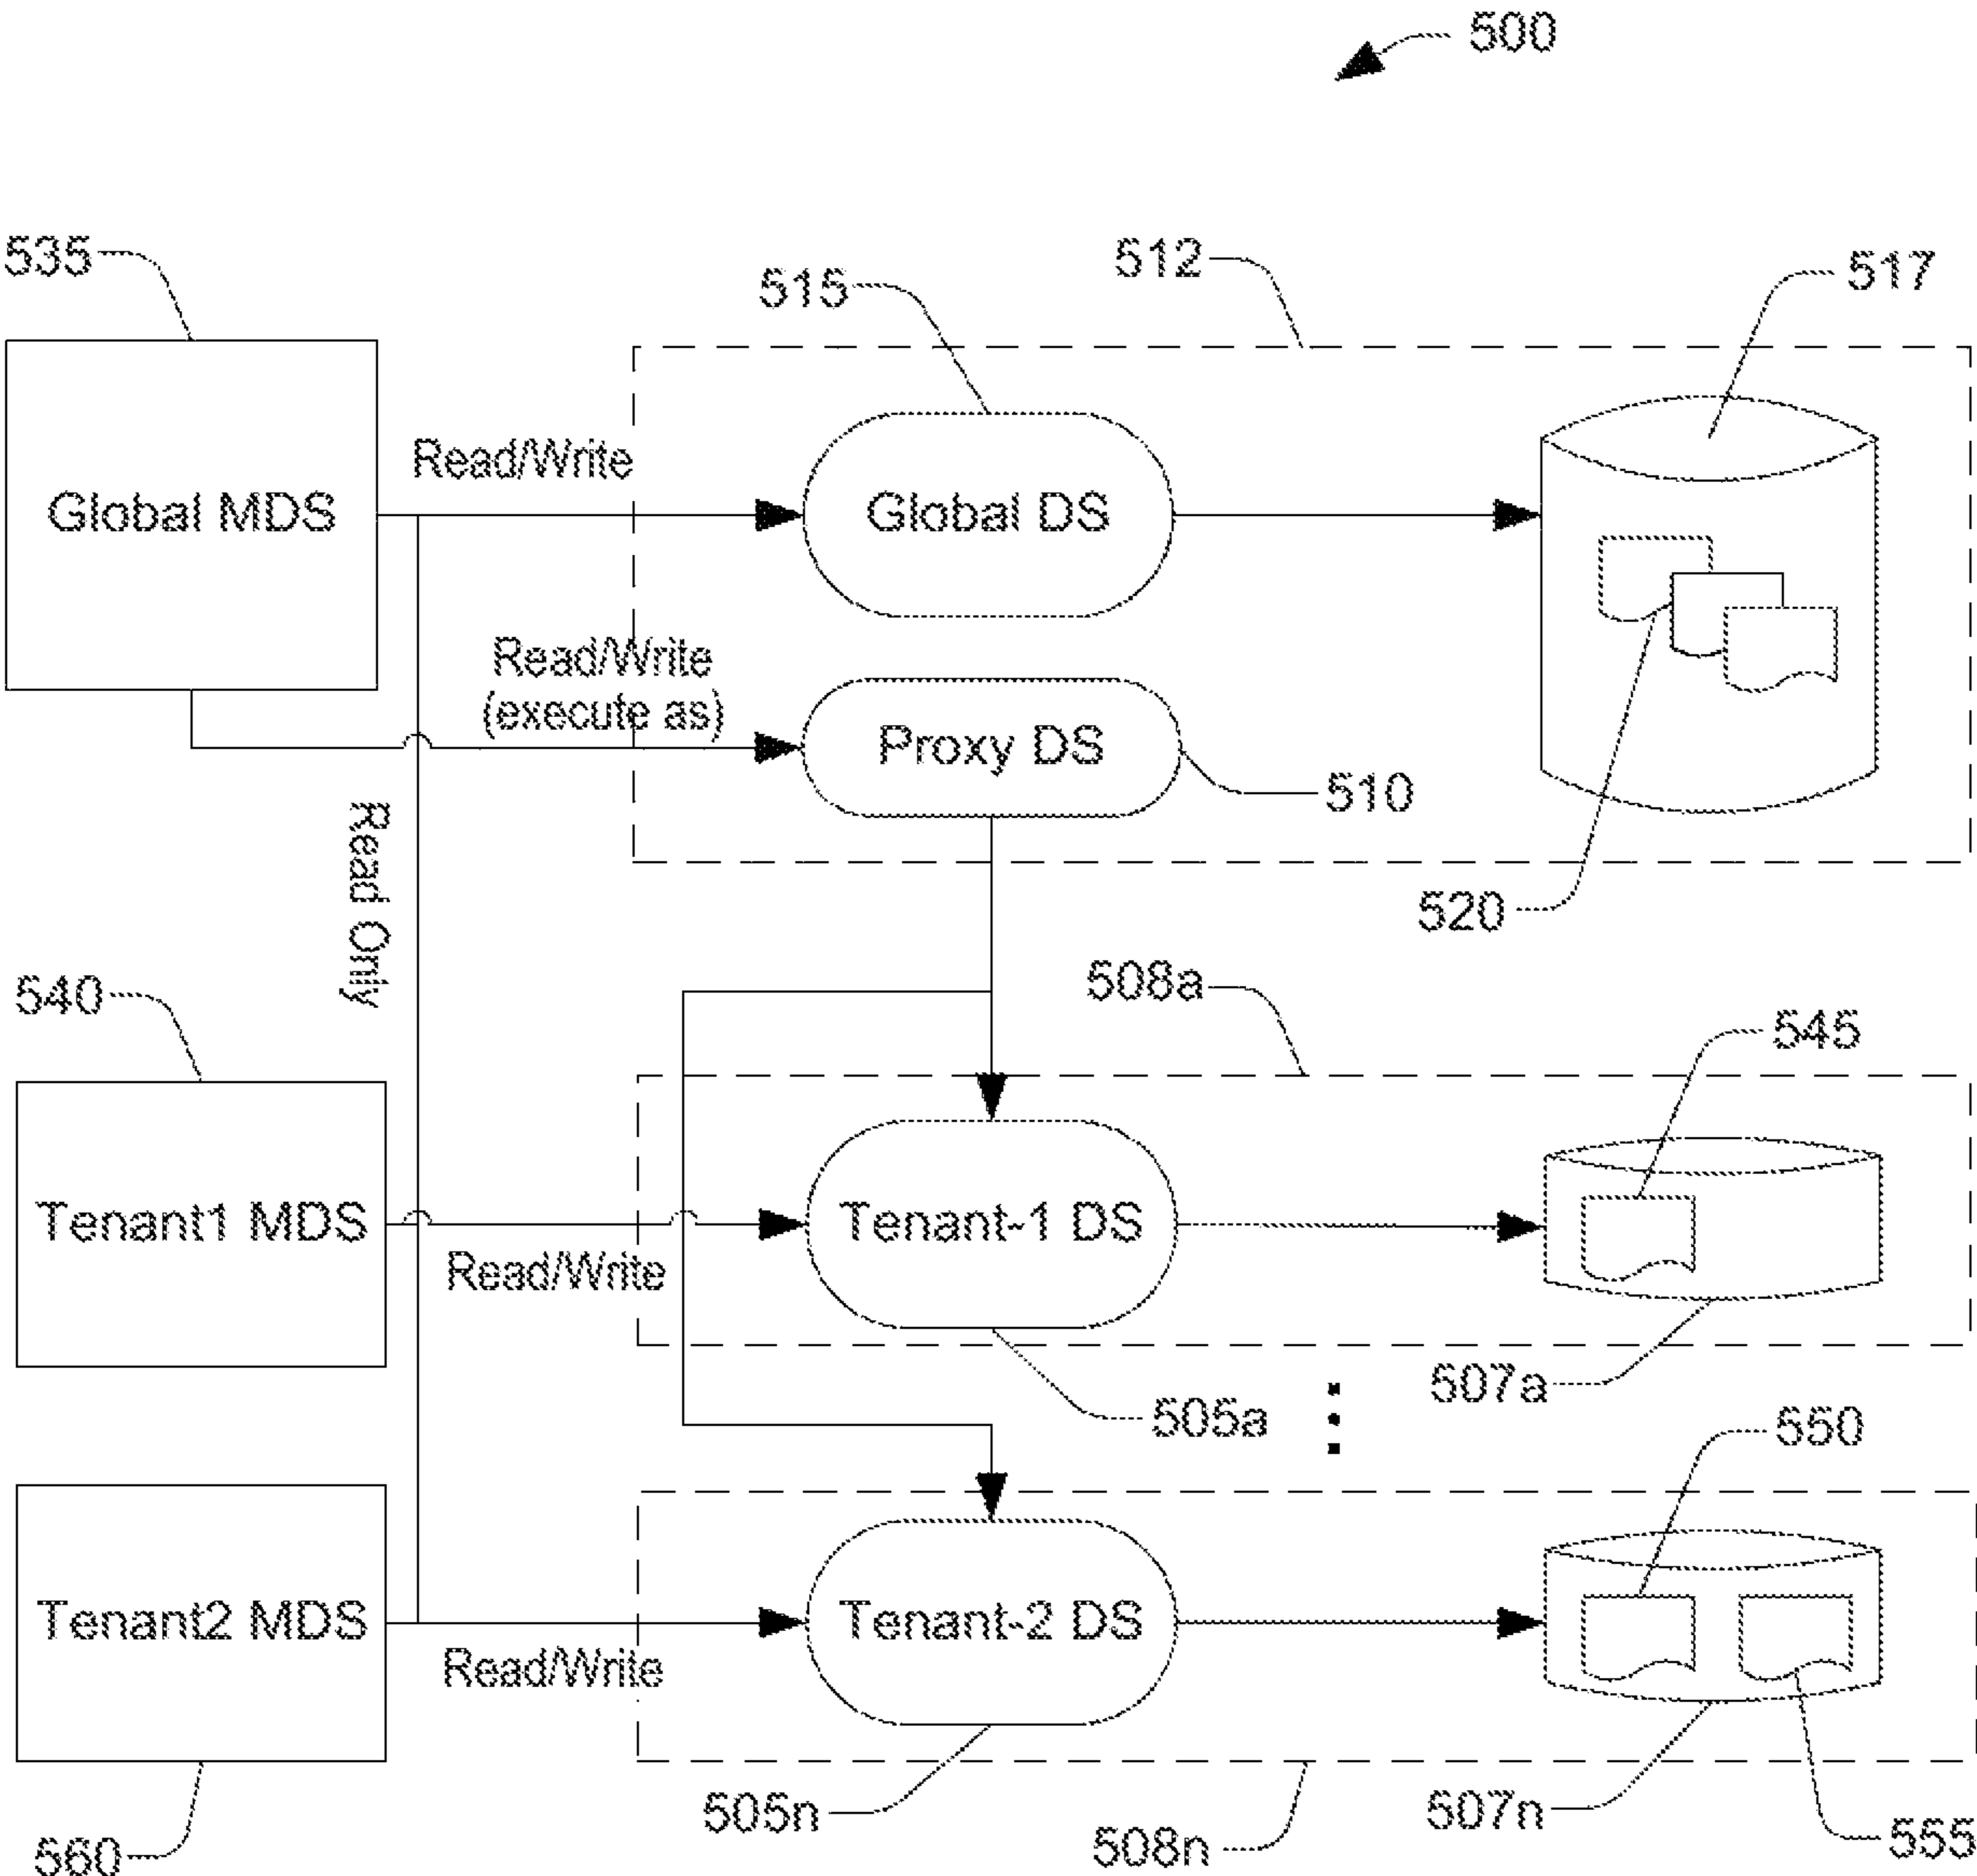 500
535
515
512
517
Read/Write
Global MDS
Global DS
Read/Write
(execute as)
Proxy DS
510
Read Only
520
540
508a
545
Tenant1 MDS
Tenant-1 DS
Read/Write
507a
505a
550
Tenant2 MDS
Tenant-2 DS
Read/Write
505n
507n
508n
555
560